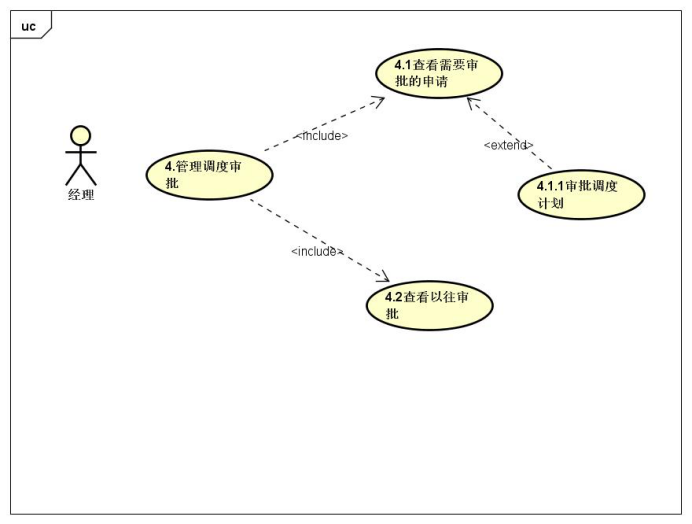 uc
4.1查看需要审
批的申请
<include>
<extend>
4.管理调度审
批
4.1.1审批调度
计划
经理
<include>
4.2查看以往审
批